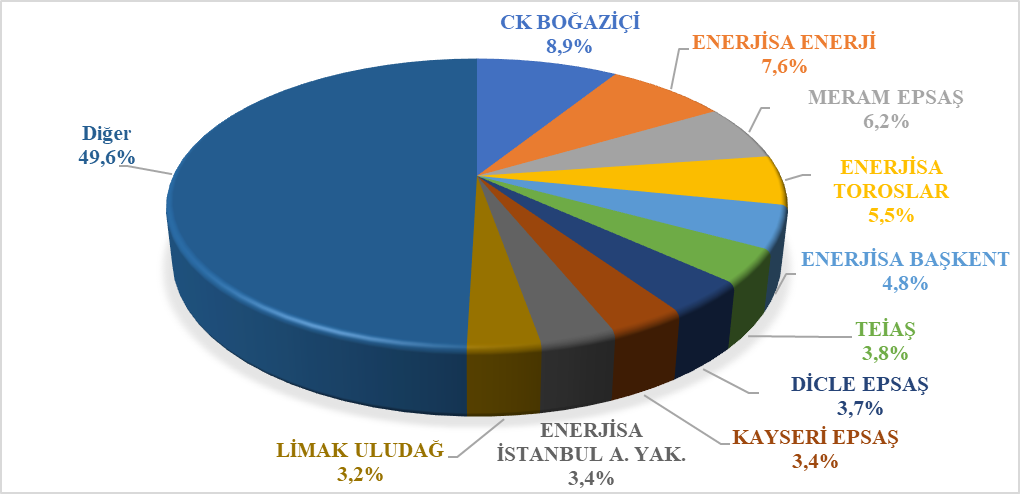 CK BOĞAZİÇİ
8,9%
ENERJİSA ENERJİ
7,6%
MERAM EPSAŞ
6,2%
ENERJİSA
TOROSLAR
5,5%
ENERJİSA BAŞKENT
4,8%
TEİAŞ
3,8%
DİCLE EPSAŞ
3,7%
KAYSERİ EPSAŞ
3,4%
ENERJİSA
İSTANBUL A. YAK.
3,4%
LİMAK ULUDAĞ
3,2%
Diğer
49,6%